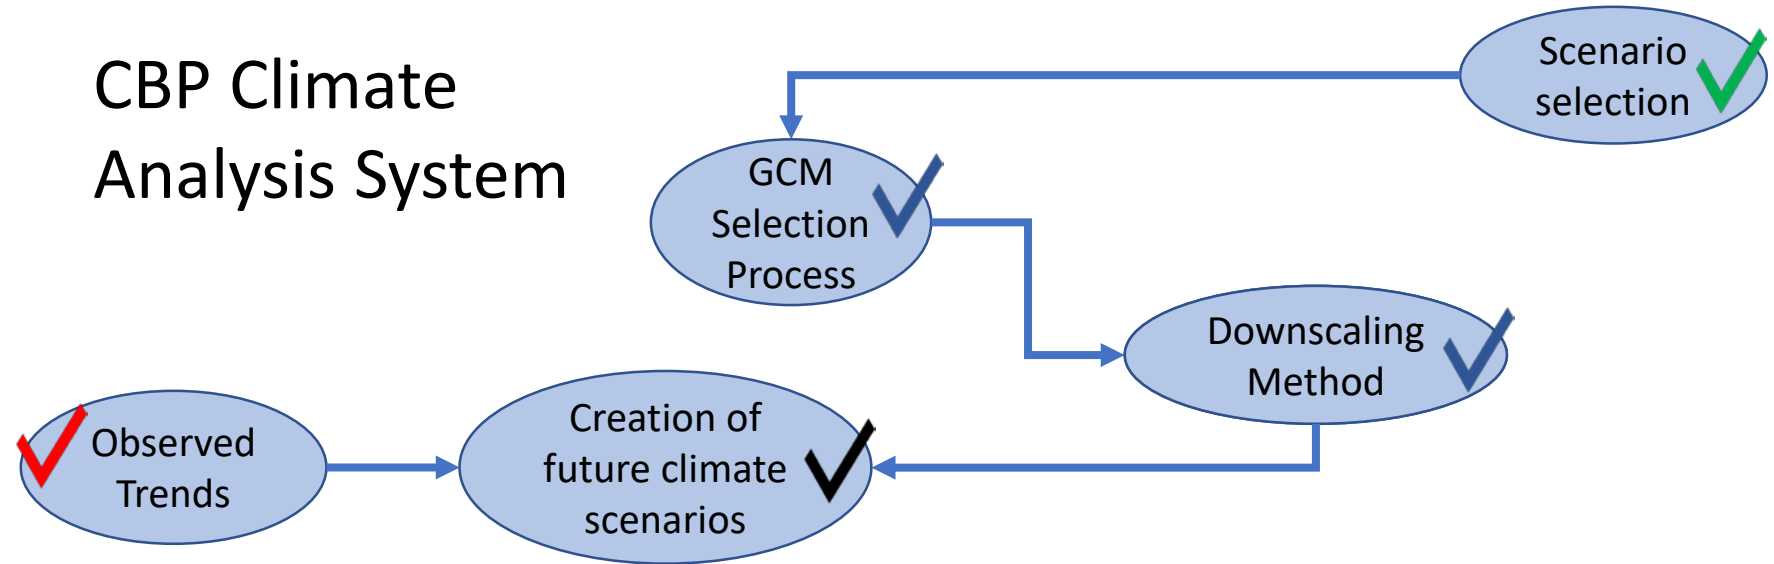 CBP Climate
Analysis System
Scenario
selection
GCM
Selection
Process
Downscaling
Method
Observed
Trends
Creation of
future climate
scenarios